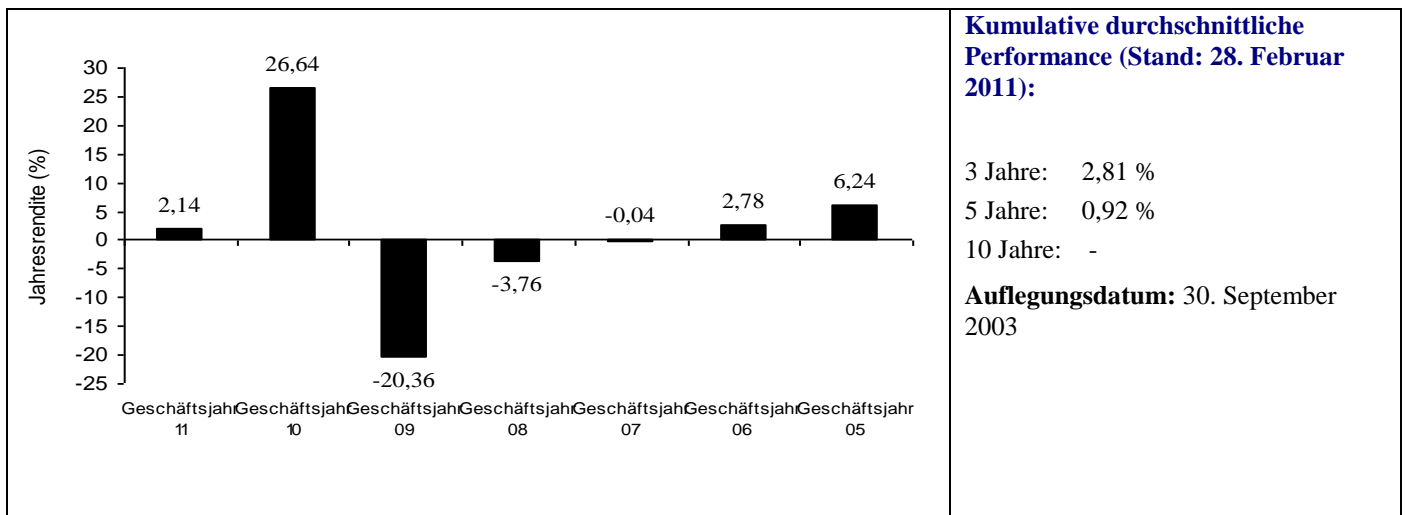 Jahresrendite (%)
30
25
20
15
10
5
0
-5
-10
-15
-20
-25
2,14
26,64
-20,36
-3,76
-0,04
2,78
6,24
Geschäftsjahr Geschäftsjahr Geschäftsjahr Geschäftsjahr Geschäftsjahr Geschäftsjahr Geschäftsjahr
11 10 09 08 07 06 05
Kumulative durchschnittliche
Performance (Stand: 28. Februar
2011):
3 Jahre: 2,81 %
5 Jahre: 0,92 %
10 Jahre: -
Auflegungsdatum: 30. September
2003